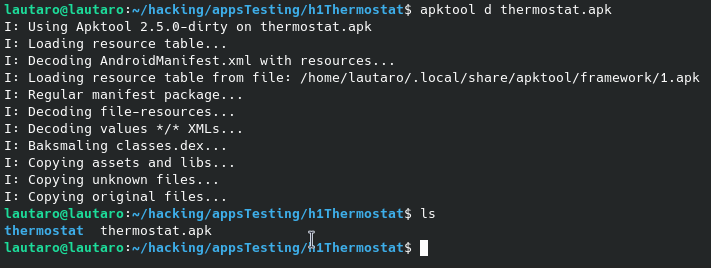 lautaro@lautaro:~/hacking/appsTesting/h1Thermostat$ apktool d thermostat.apk
I: Using Apktool 2.5.0-dirty on thermostat.apk
I: Loading resource table...
I: Decoding AndroidManifest.xml with resources...
I: Loading resource table from file: /home/lautaro/.local/share/apktool/framework/1.apk
I: Regular manifest package...
I: Decoding file-resources...
I: Decoding values */* XMLs...
I: Baksmaling classes.dex...
I: Copying assets and libs...
I: Copying unknown files...
I: Copying original files...
lautaro@lautaro:~/hacking/appsTesting/h1Thermostat$ ls
thermostat  thermostat.apk
lautaro@lautaro:~/hacking/appsTesting/h1Thermostat$